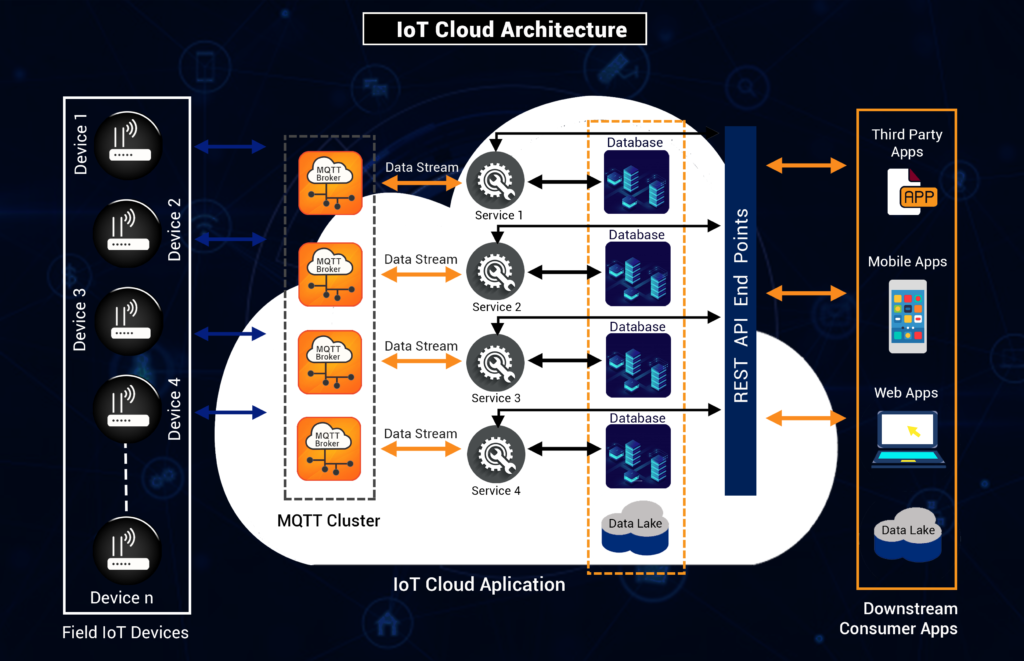 IoT Cloud Architecture
Device 1
Device 2
Device 3
Device 4
Device n
Field IoT Devices
MQTT
Broker
MQTT
Broker
MQTT
Broker
MQTT
Broker
MQTT Cluster
Data Stream
Data Stream
Data Stream
Data Stream
Service 1
Service 2
Service 3
Service 4
Database
Database
Database
Database
Data Lake
IoT Cloud Aplication
REST API End Points
Third Party
Apps
APP
Mobile Apps
Web Apps
Data Lake
Downstream
Consumer Apps